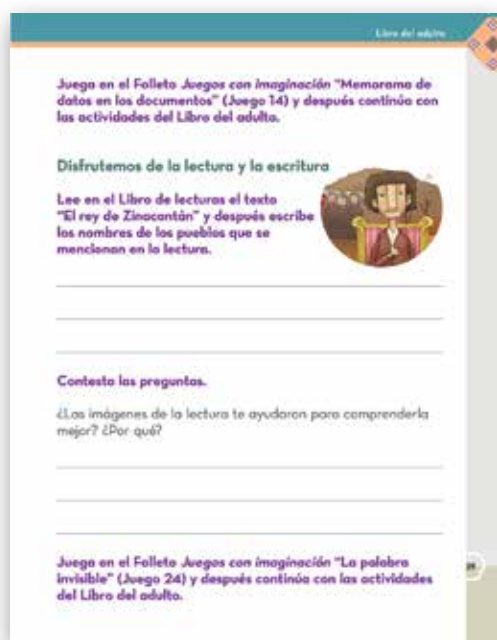 Libro del adulto
Juega en el Folleto Juegos con imaginación “Memorama de
datos en los documentos” (Juego 14) y después continúa con
las actividades del Libro del adulto.
Disfrutemos de la lectura y la escritura
Lee en el Libro de lecturas el texto
“El rey de Zinacantán” y después escribe
los nombres de los pueblos que se
mencionan en la lectura.
Contesta las preguntas.
¿Las imágenes de la lectura te ayudaron para comprenderla
mejor? ¿Por qué?
Juega en el Folleto Juegos con imaginación “La palabra
invisible” (Juego 24) y después continúa con las actividades
del Libro del adulto.